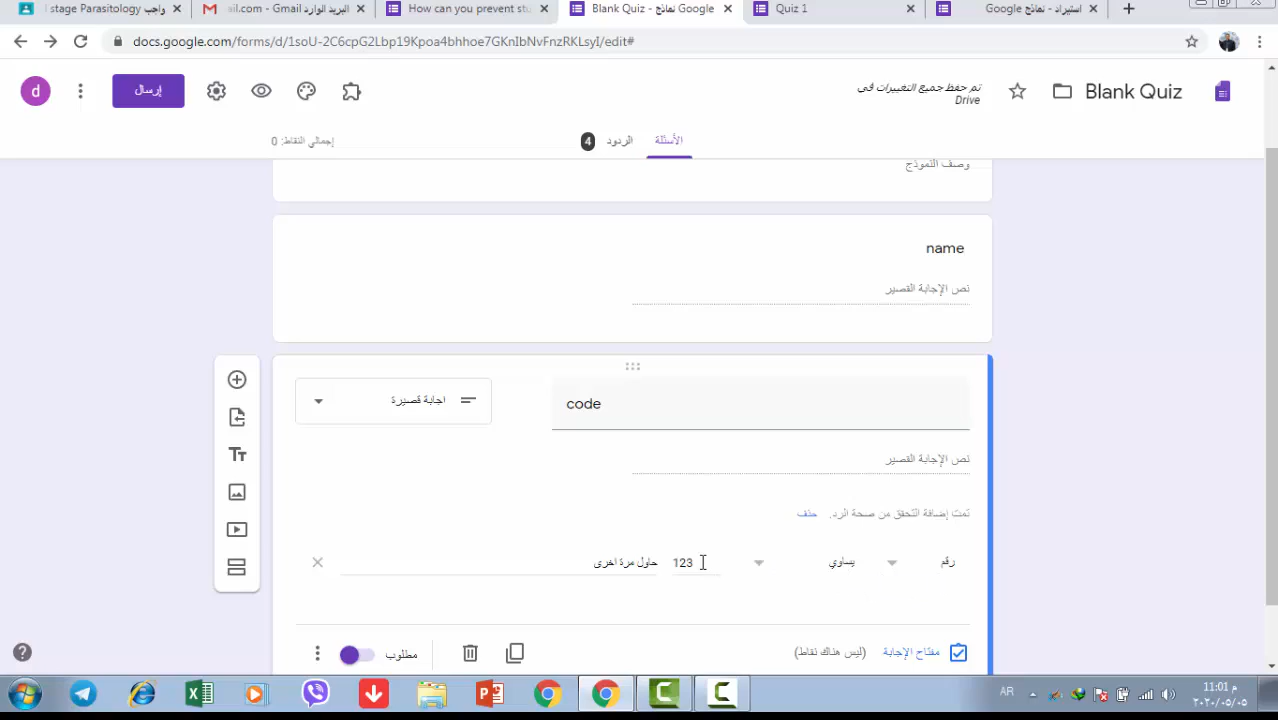 stage Parasitology واجب
ail.com - Gmail البريد الوارد
How can you prevent stu
Blank Quiz - نماذج Google
Quiz 1
استيراد - نماذج Google
docs.google.com/forms/d/1soU-2C6cpG2Lbp19Kpoa4bhhoe7GKnIbNvFnzRKLsyI/edit#
d
إرسال
تم حفظ جميع التغييرات في
Drive
Blank Quiz
الأسئلة
الردود
4
إجمالي النقاط: 0
وصف النموذج
name
نص الإجابة القصير
code
اجابة قصيرة
نص الإجابة القصير
تمت إضافة التحقق من صحة الرد.
حذف
رقم
يساوي
123
حاول مرة اخرى
مفتاح الإجابة
(ليس هناك نقاط)
مطلوب
AR
11:01 م
٢٠٢٠/٠٥/٠٥